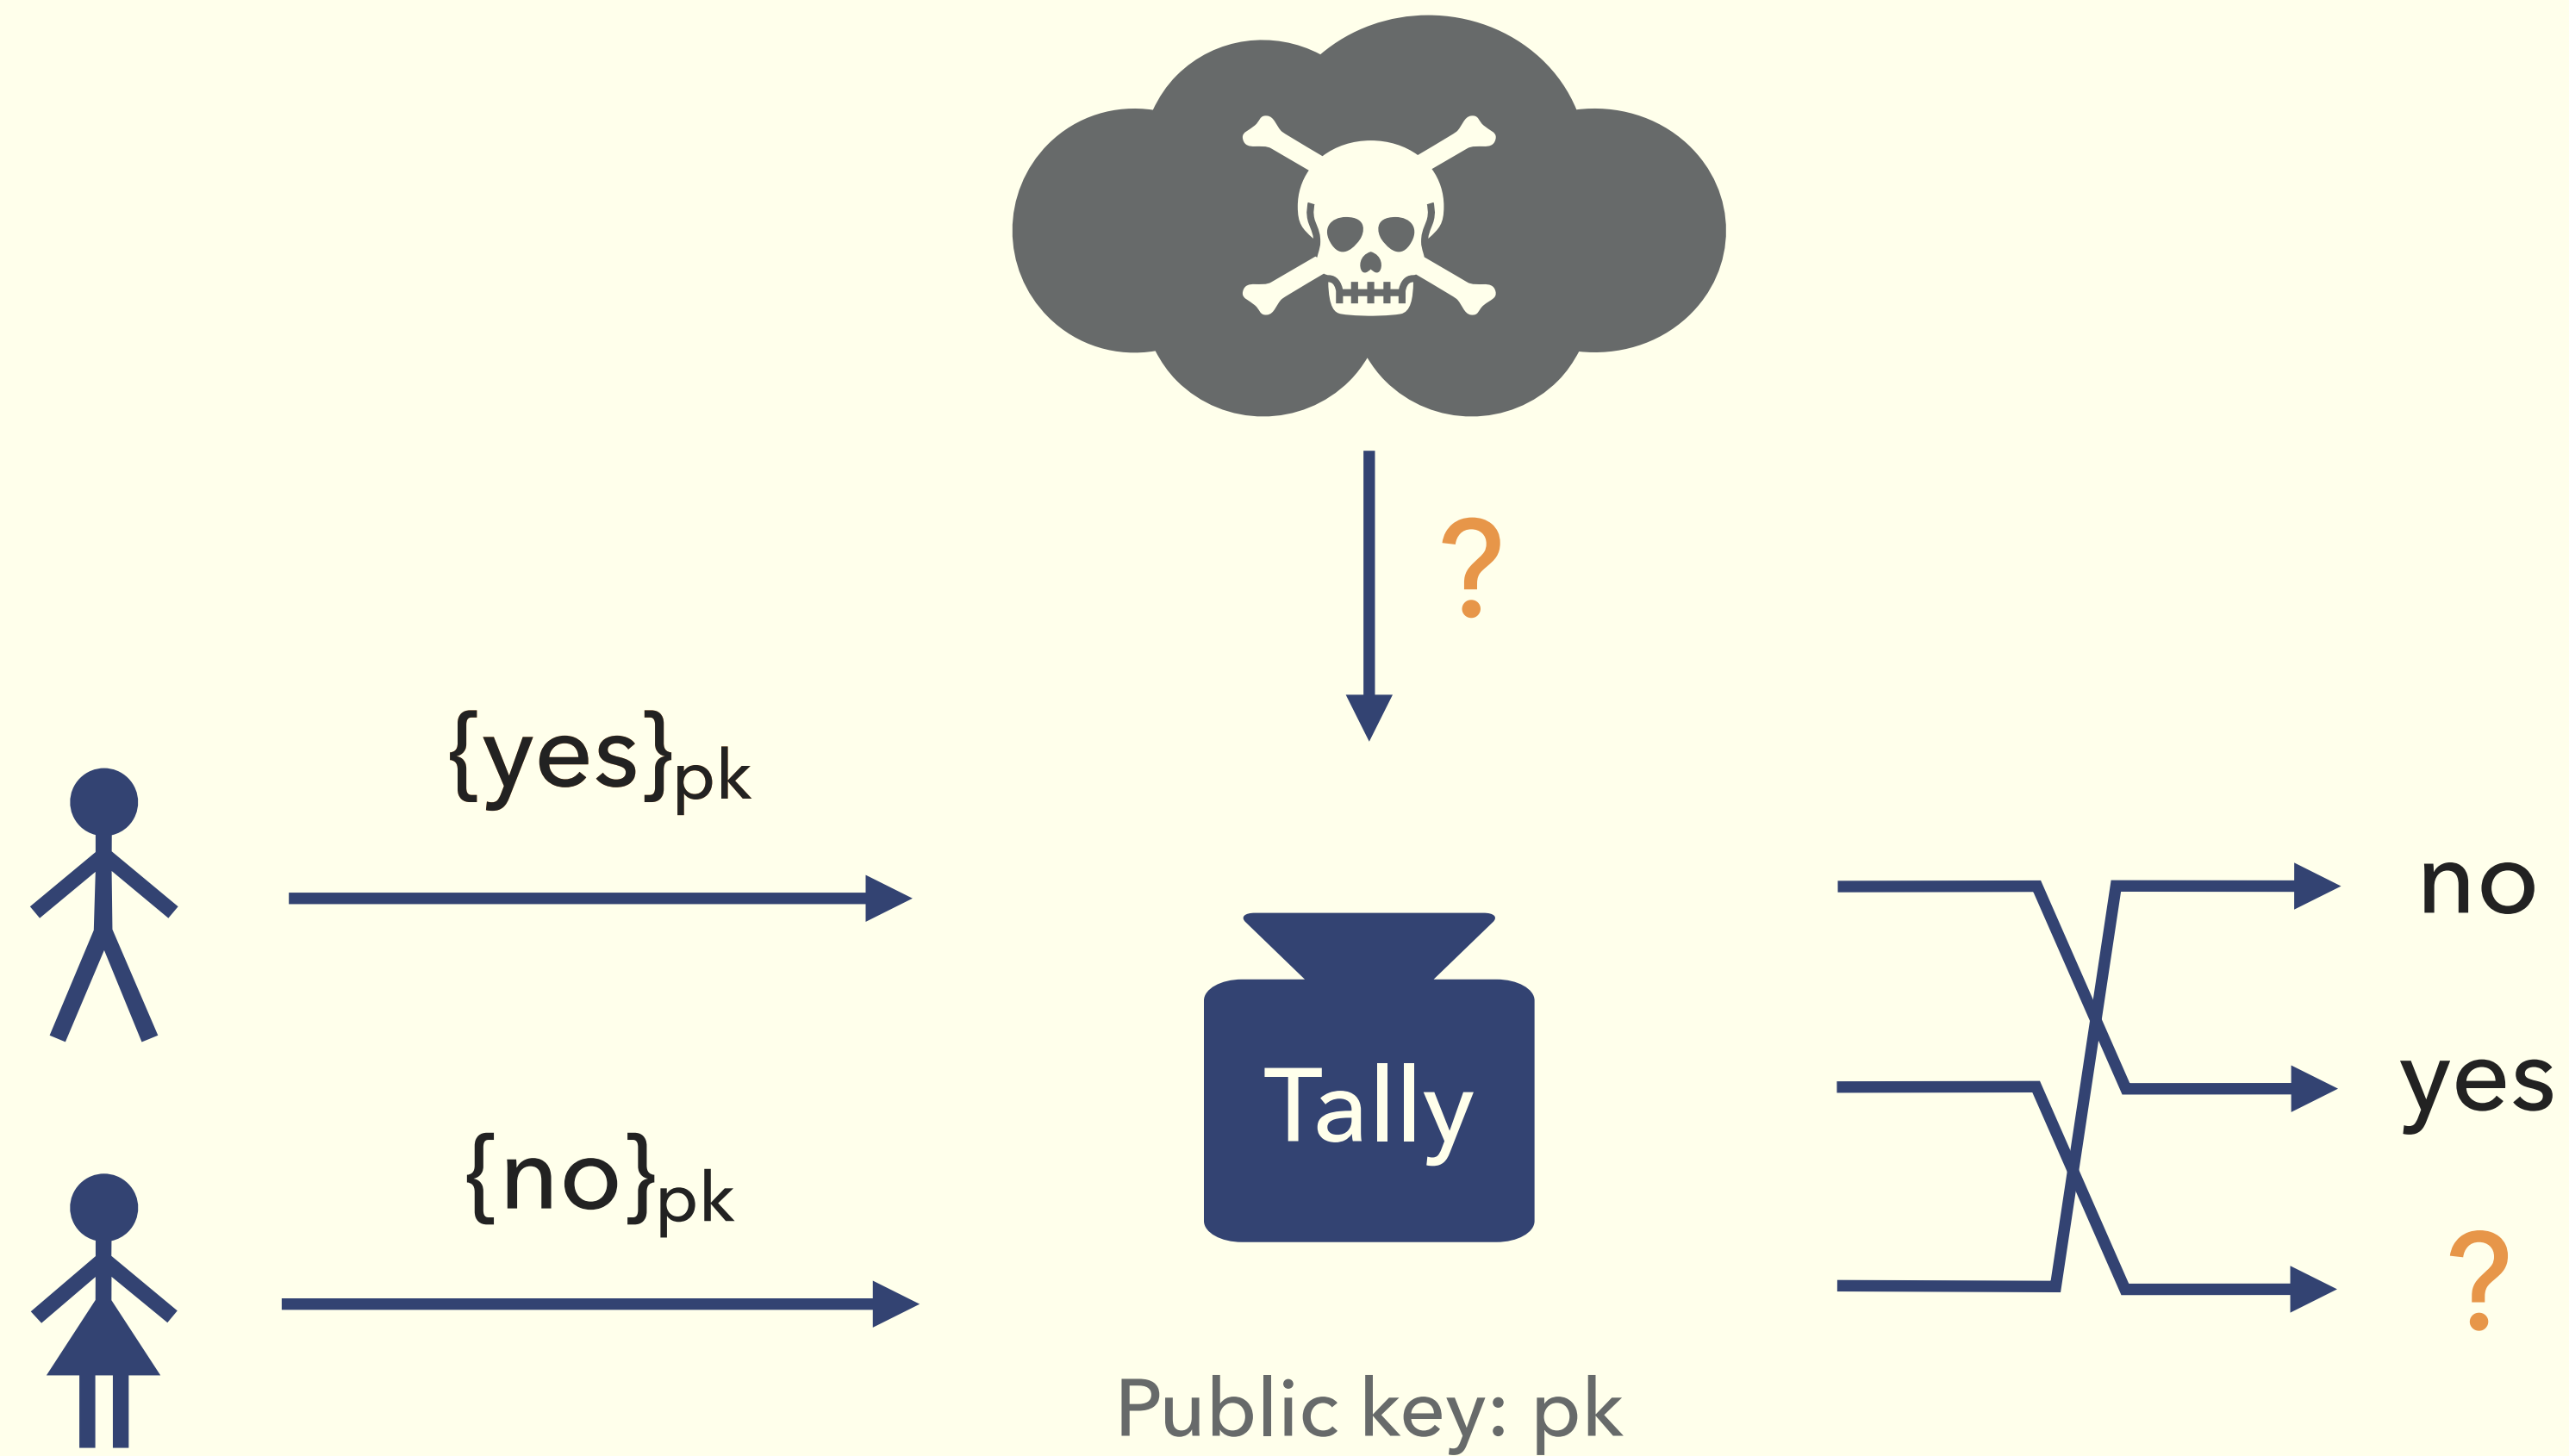 ?
{yes}pk
no
yes
Tally
{no}pk
?
Public key: pk